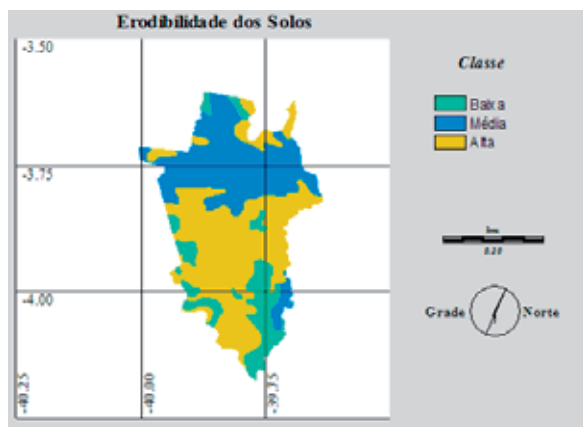 Erodibilidade dos Solos
-3.50
-3.75
-4.00
-40.25
-40.00
-39.75
Classe
Baixa
Média
Alta
km
Grade Norte